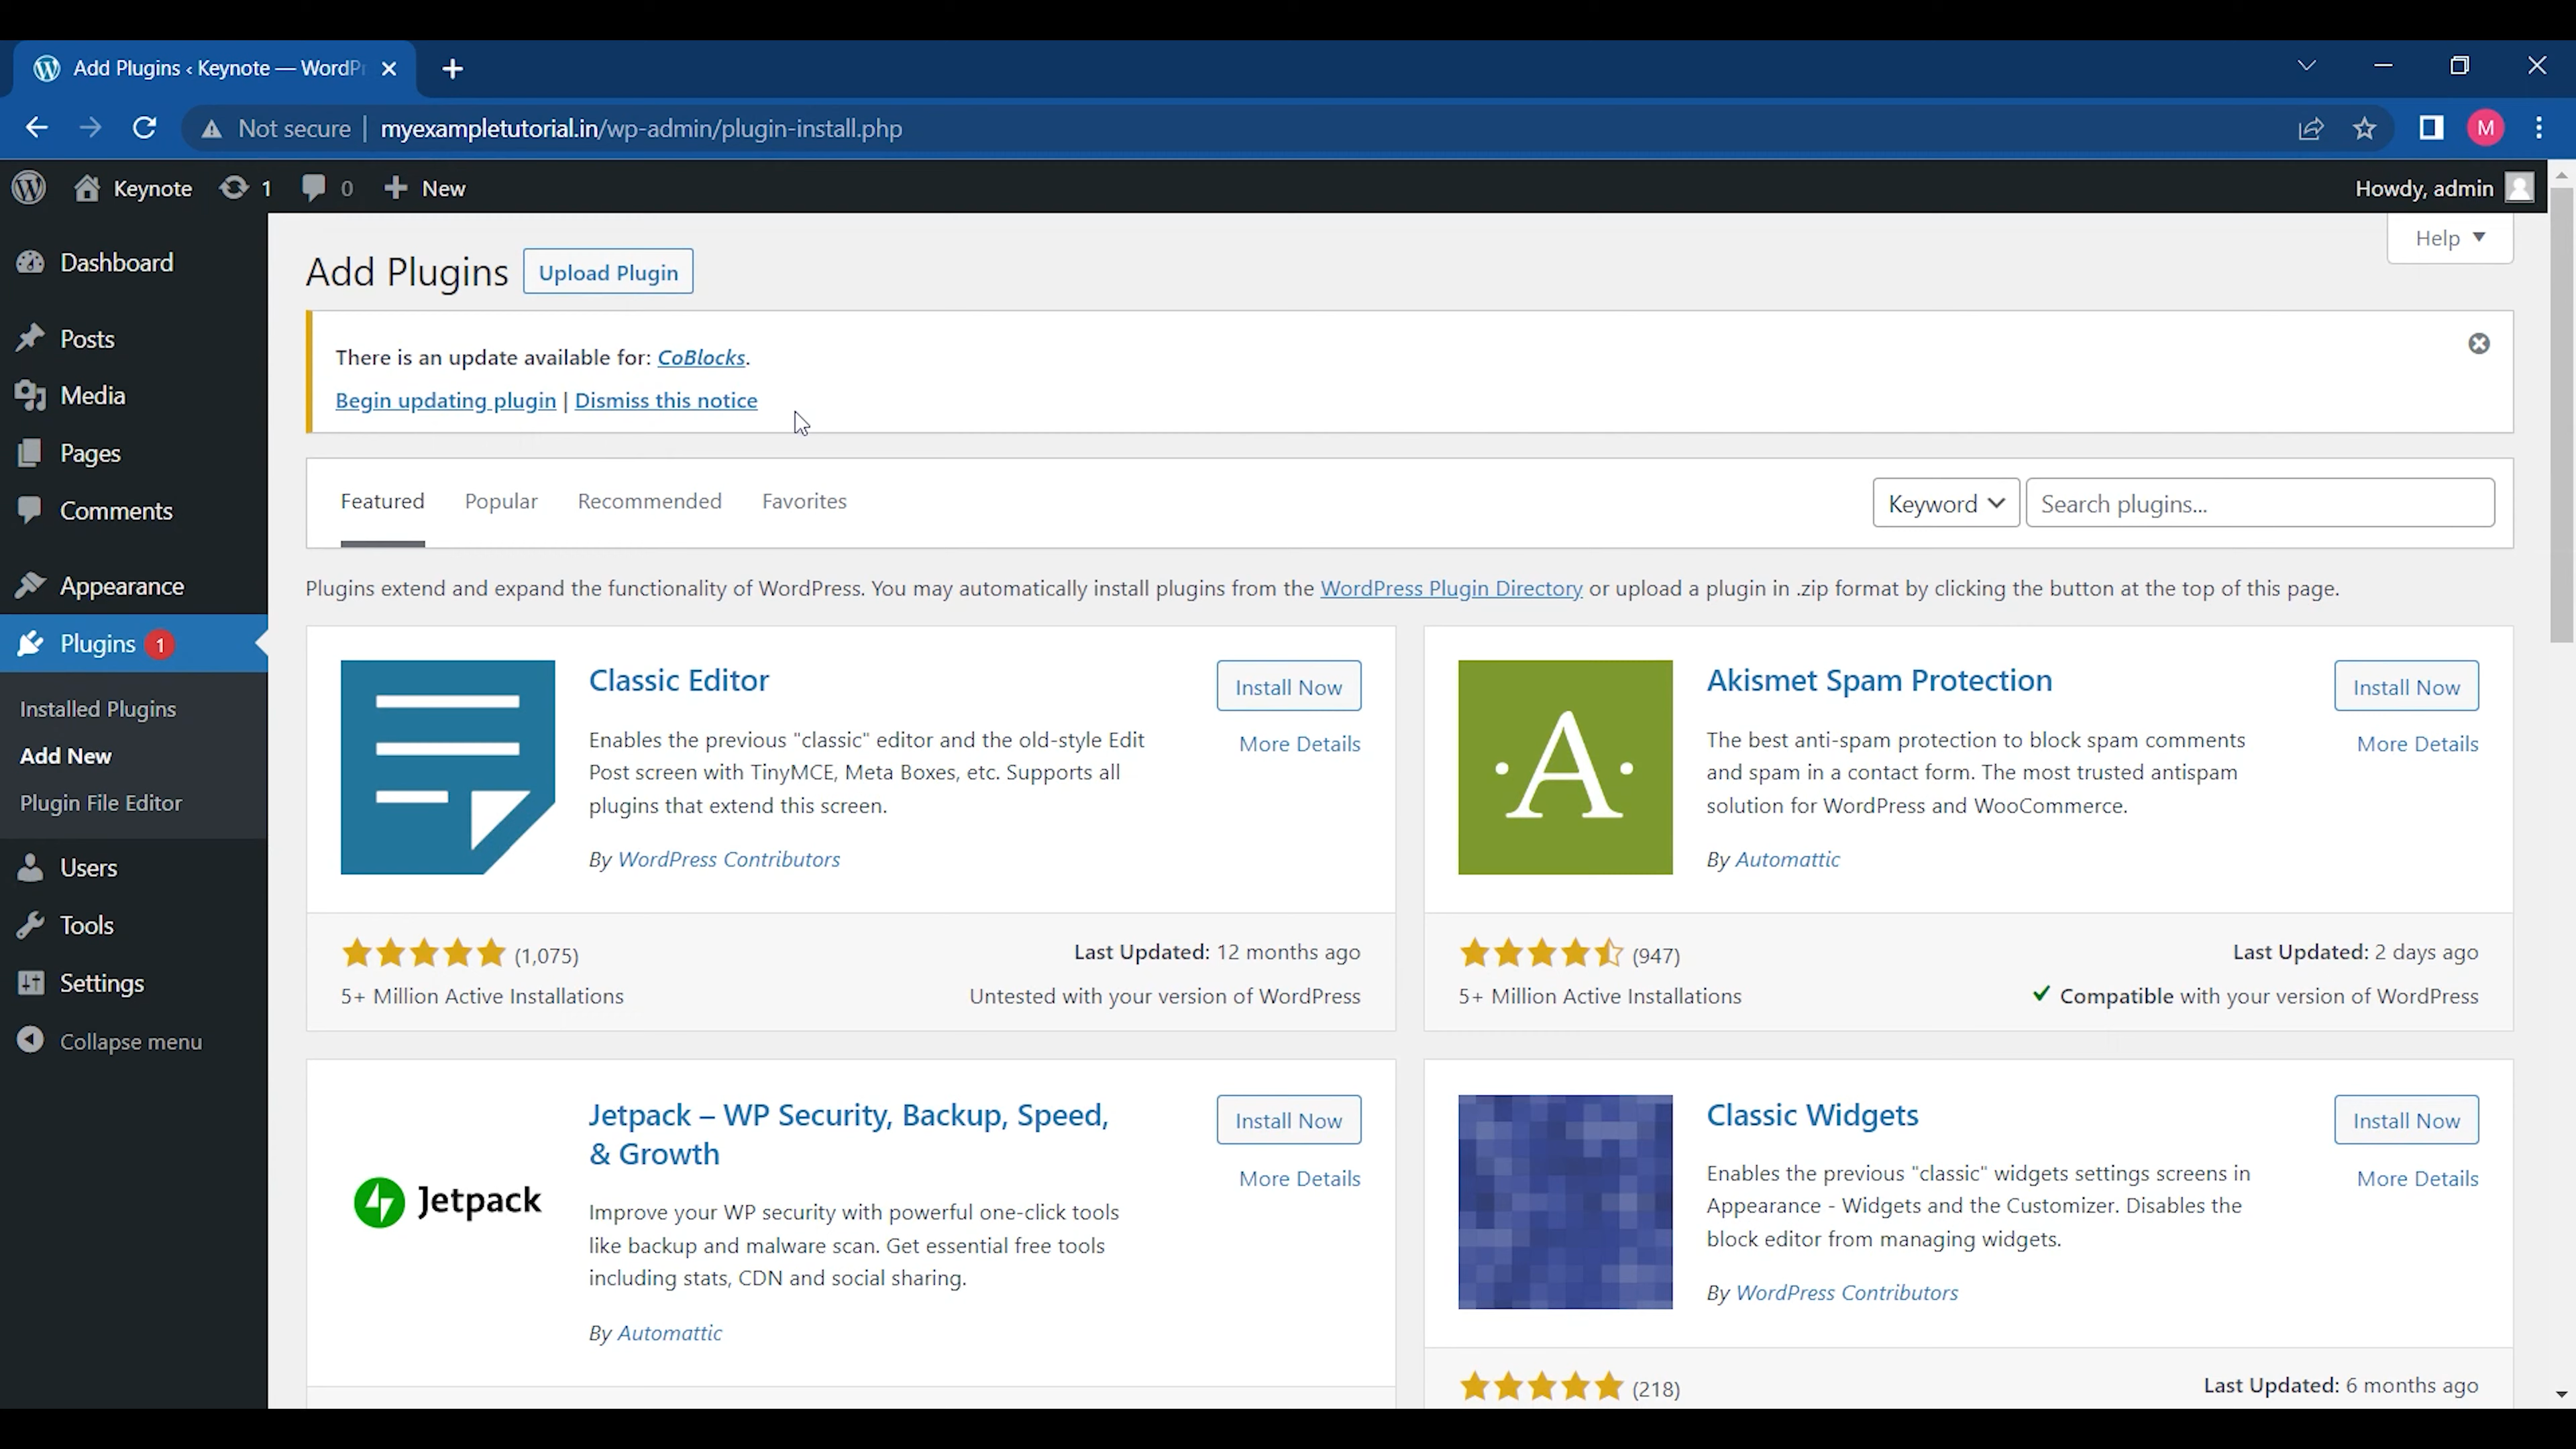 Add Plugins ‹ Keynote — WordPr
Not secure | myexampletutorial.in/wp-admin/plugin-install.php
M
Keynote 1 0 + New
Howdy, admin
Dashboard
Posts
Media
Pages
Comments
Appearance
Plugins 1
Installed Plugins
Add New
Plugin File Editor
Users
Tools
Settings
Collapse menu
Help
Add Plugins
Upload Plugin
There is an update available for: CoBlocks.
Begin updating plugin | Dismiss this notice
Featured Popular Recommended Favorites
Keyword
Search plugins...
Plugins extend and expand the functionality of WordPress. You may automatically install plugins from the WordPress Plugin Directory or upload a plugin in .zip format by clicking the button at the top of this page.
Classic Editor
Install Now
More Details
Enables the previous "classic" editor and the old-style Edit
Post screen with TinyMCE, Meta Boxes, etc. Supports all
plugins that extend this screen.
By WordPress Contributors
(1,075)
5+ Million Active Installations
Last Updated: 12 months ago
Untested with your version of WordPress
A
Akismet Spam Protection
Install Now
More Details
The best anti-spam protection to block spam comments
and spam in a contact form. The most trusted antispam
solution for WordPress and WooCommerce.
By Automattic
(947)
5+ Million Active Installations
Last Updated: 2 days ago
Compatible with your version of WordPress
Jetpack
Jetpack – WP Security, Backup, Speed,
& Growth
Install Now
More Details
Improve your WP security with powerful one-click tools
like backup and malware scan. Get essential free tools
including stats, CDN and social sharing.
By Automattic
Classic Widgets
Install Now
More Details
Enables the previous "classic" widgets settings screens in
Appearance - Widgets and the Customizer. Disables the
block editor from managing widgets.
By WordPress Contributors
(218)
Last Updated: 6 months ago